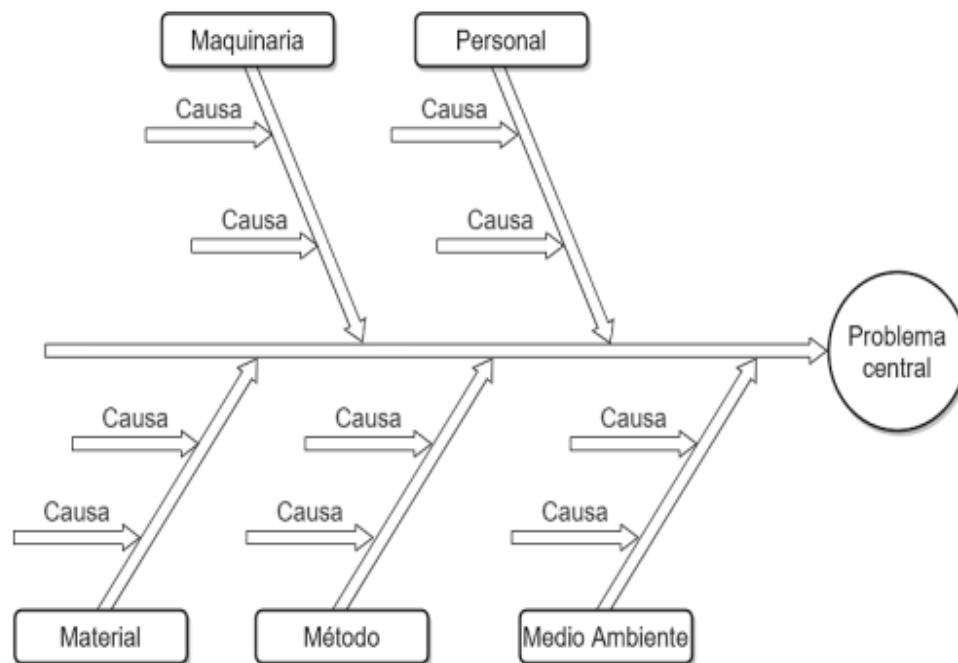 Maquinaria
Personal
Causa
Causa
Causa
Causa
Problema
central
Causa
Causa
Causa
Causa
Causa
Causa
Material
Método
Medio Ambiente